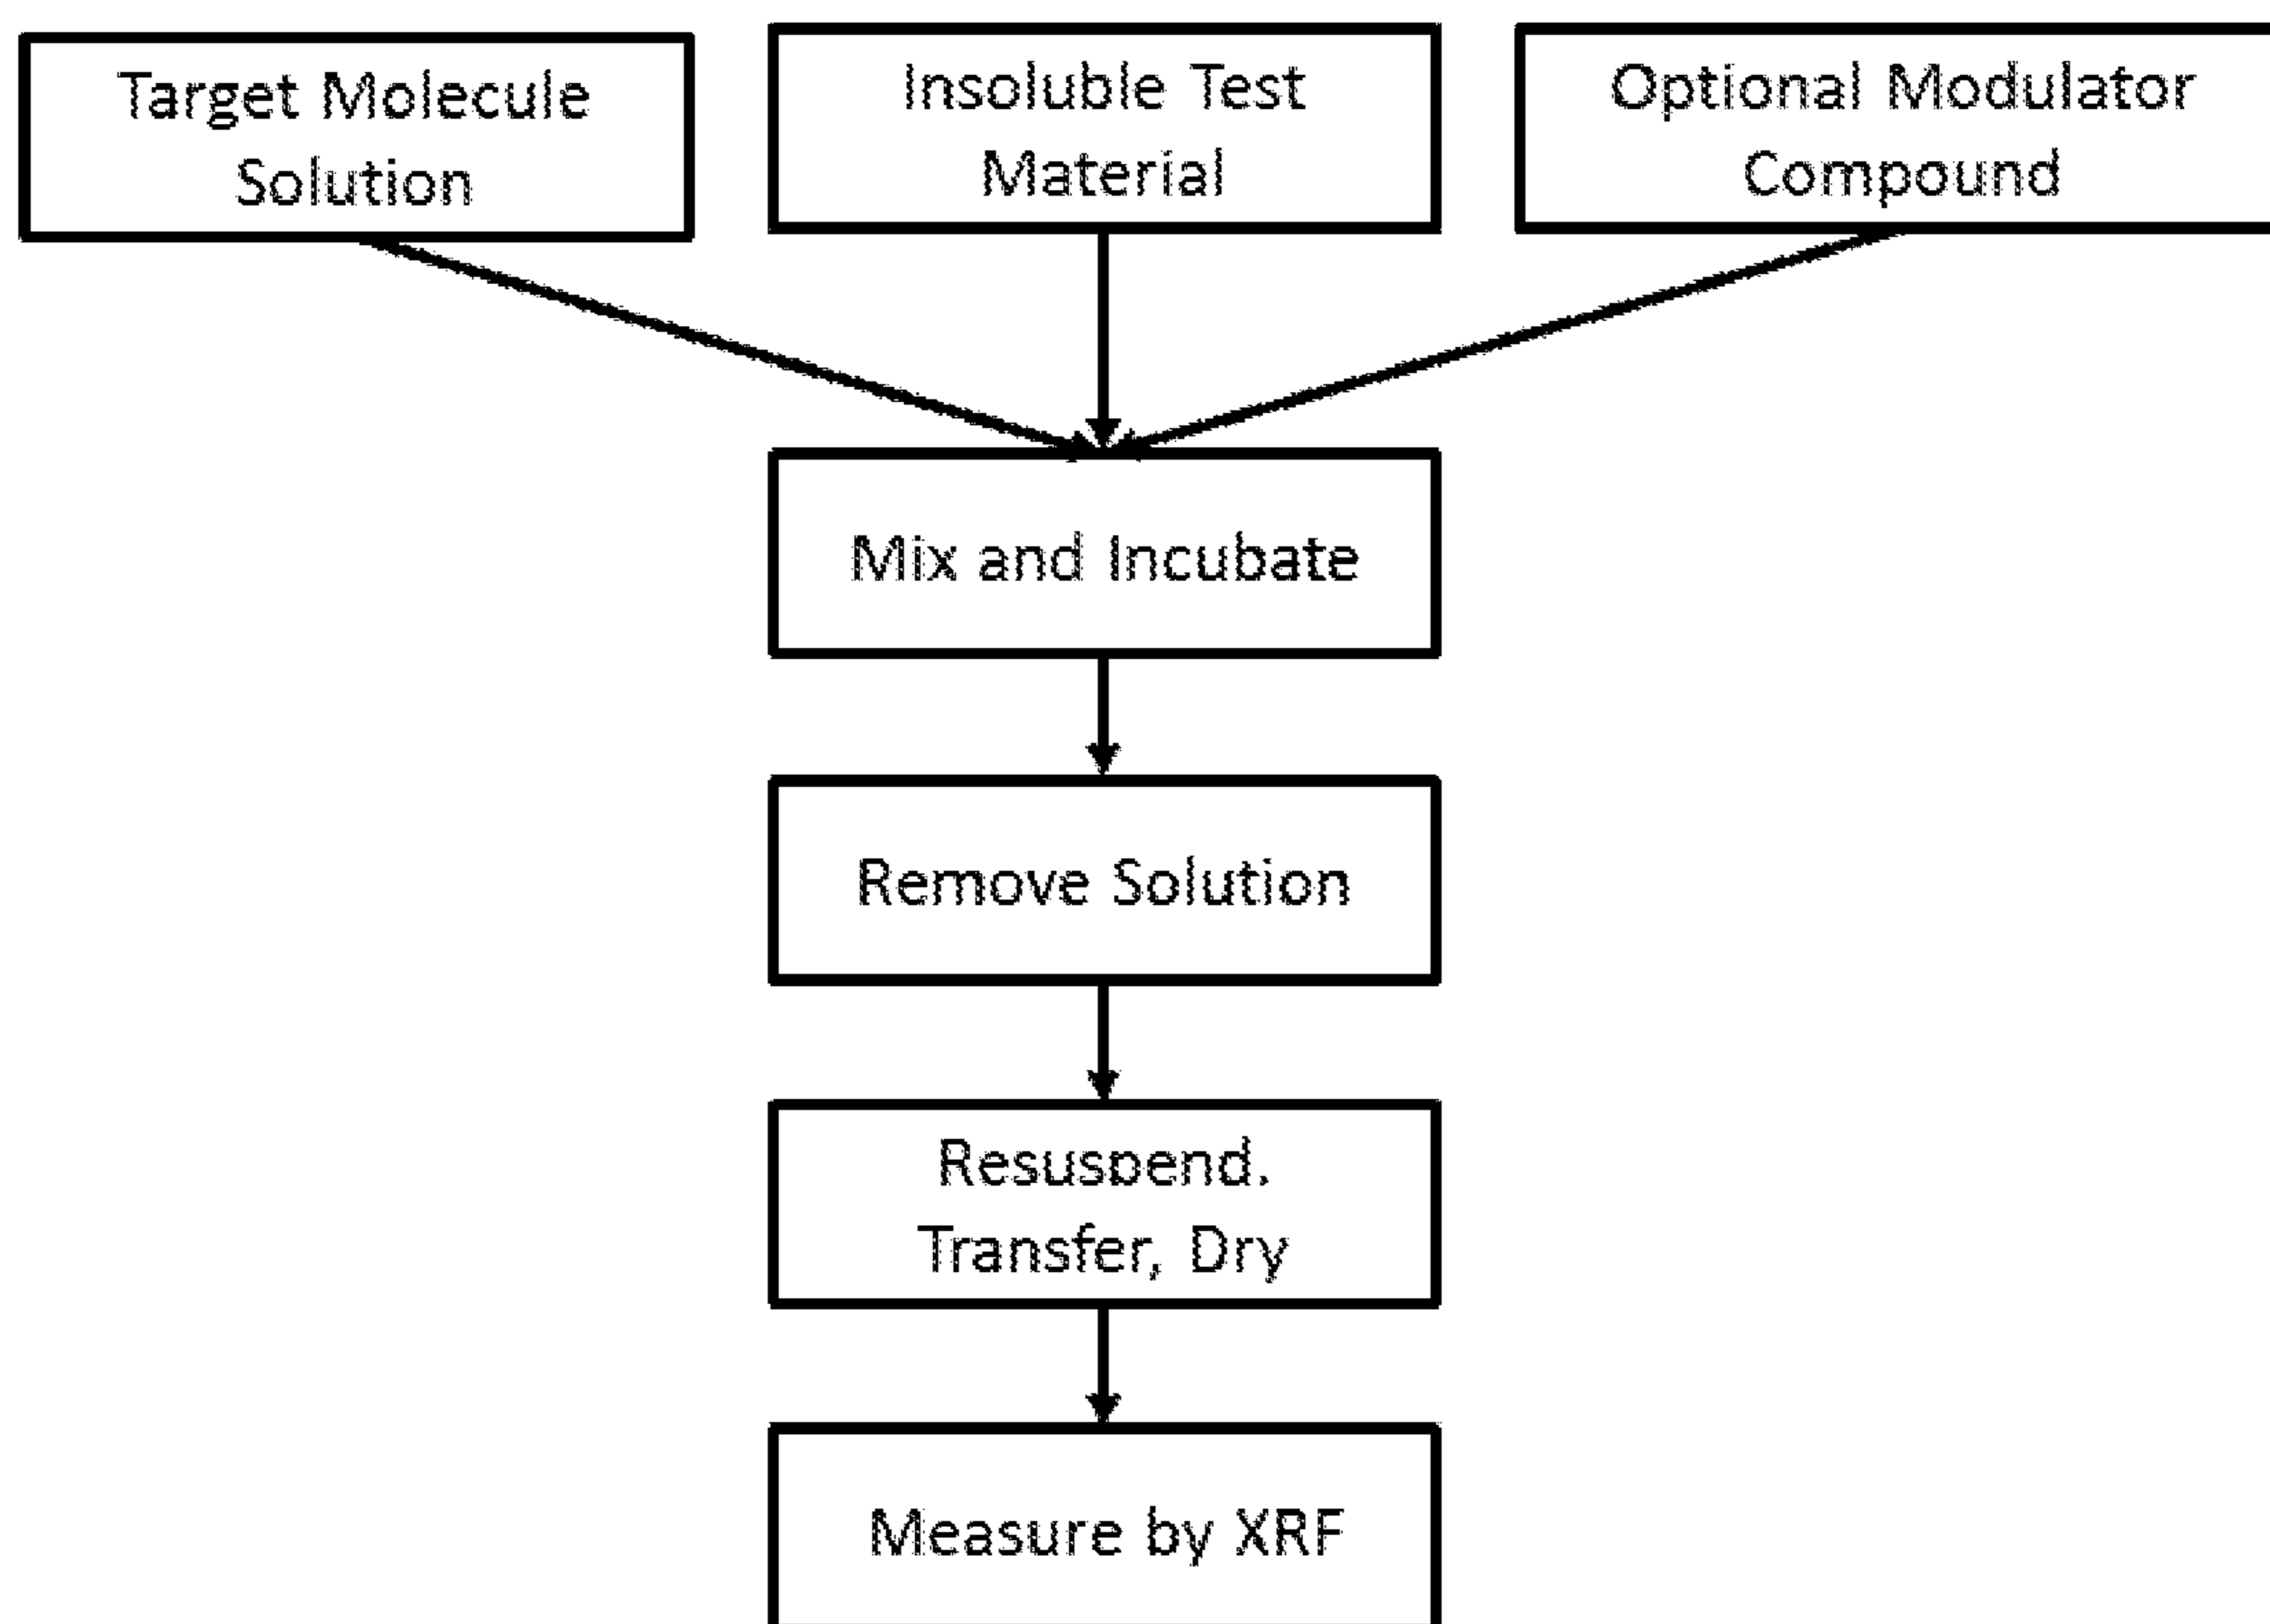 Target Molecule
Solution
Insoluble Test
Material
Optional Modulator
Compound
Mix and Incubate
Remove Solution
Resuspend.
Transfer, Dry
Measure by XRF